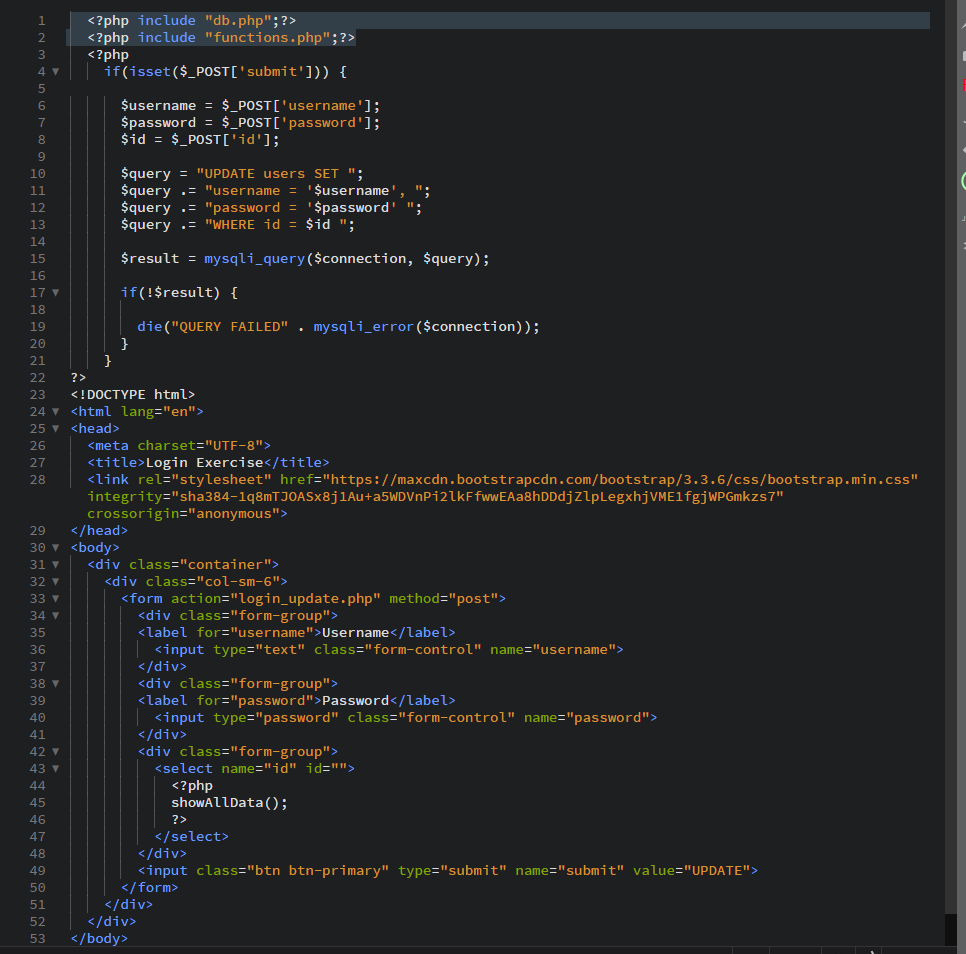 1 <?php include "db.php";?>
2 <?php include "functions.php";?>
3 <?php
4 if(isset($_POST['submit'])) {
5
6 $username = $_POST['username'];
7 $password = $_POST['password'];
8 $id = $_POST['id'];
9
10 $query = "UPDATE users SET ";
11 $query .= "username = '$username', ";
12 $query .= "password = '$password' ";
13 $query .= "WHERE id = $id ";
14
15 $result = mysqli_query($connection, $query);
16
17 if(!$result) {
18
19 die("QUERY FAILED" . mysqli_error($connection));
20 }
21 }
22 ?>
23 <!DOCTYPE html>
24 <html lang="en">
25 <head>
26 <meta charset="UTF-8">
27 <title>Login Exercise</title>
28 <link rel="stylesheet" href="https://maxcdn.bootstrapcdn.com/bootstrap/3.3.6/css/bootstrap.min.css"
integrity="sha384-1q8mTJOASx8j1Au+a5WDVnPi2lkFfwwEAa8hDDdjZlpLegxhjVME1fgjWPGmkzs7"
crossorigin="anonymous">
29 </head>
30 <body>
31 <div class="container">
32 <div class="col-sm-6">
33 <form action="login_update.php" method="post">
34 <div class="form-group">
35 <label for="username">Username</label>
36 <input type="text" class="form-control" name="username">
37 </div>
38 <div class="form-group">
39 <label for="password">Password</label>
40 <input type="password" class="form-control" name="password">
41 </div>
42 <div class="form-group">
43 <select name="id" id="">
44 <?php
45 showAllData();
46 ?>
47 </select>
48 </div>
49 <input class="btn btn-primary" type="submit" name="submit" value="UPDATE">
50 </form>
51 </div>
52 </div>
53 </body>